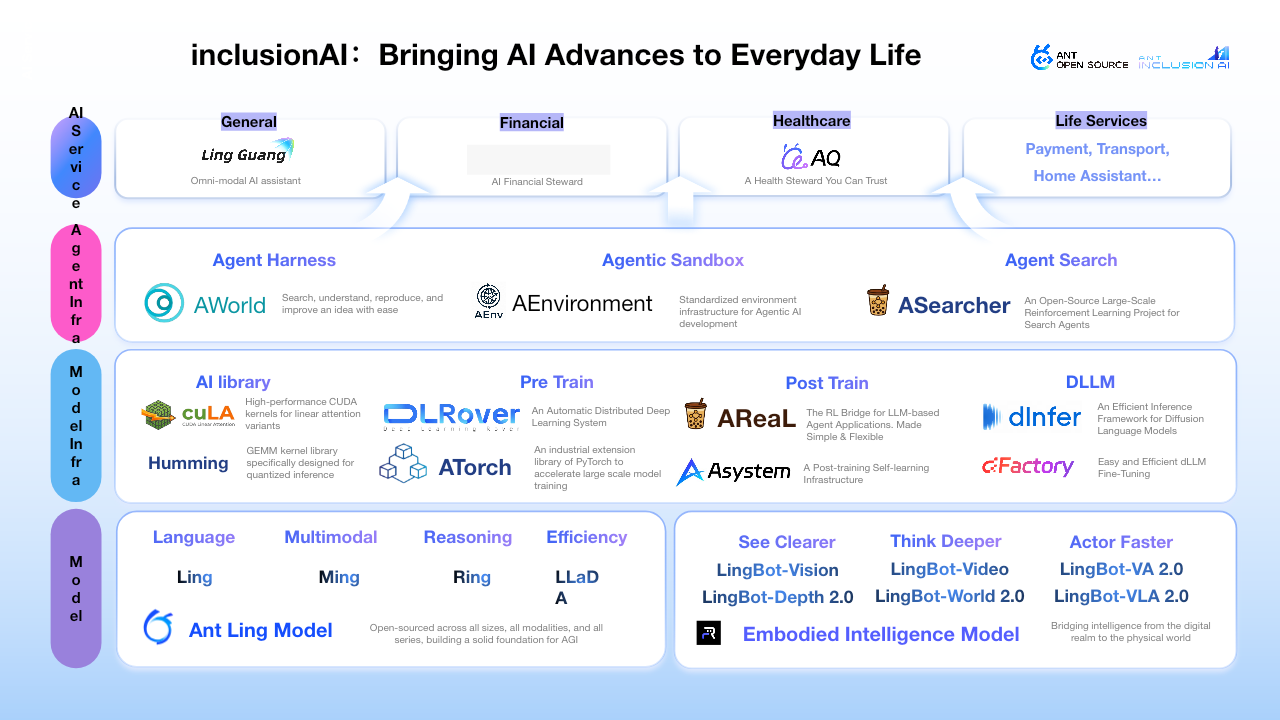 inclusionAI：Bringing AI Advances to Everyday Life
ANT
OPEN SOURCE
ANT
INCLUSION AI
AI
S
er
vi
c
e
General
Ling Guang
Omni-modal AI assistant
Financial
AI Financial Steward
Healthcare
AQ
A Health Steward You Can Trust
Life Services
Payment, Transport,
Home Assistant…
A
g
e
nt
In
fr
a
Agent Harness
AWorld
Search, understand, reproduce, and
improve an idea with ease
Agentic Sandbox
AEnv
AEnvironment
Standardized environment
infrastructure for Agentic AI
development
Agent Search
ASearcher
An Open-Source Large-Scale
Reinforcement Learning Project for
Search Agents
M
o
d
el
In
fr
a
AI library
cuLA
CUDA Linear Attention
High-performance CUDA
kernels for linear attention
variants
Humming
GEMM kernel library
specifically designed for
quantized inference
Pre Train
DLRover
Deep Learning Rover
An Automatic Distributed Deep
Learning System
ATorch
An industrial extension
library of PyTorch to
accelerate large scale model
training
Post Train
AReaL
The RL Bridge for LLM-based
Agent Applications. Made
Simple & Flexible
Asystem
A Post-training Self-learning
Infrastructure
DLLM
dInfer
An Efficient Inference
Framework for Diffusion
Language Models
dFactory
Easy and Efficient dLLM
Fine-Tuning
M
o
d
el
Language
Multimodal
Reasoning
Efficiency
Ling
Ming
Ring
LLaD
A
Ant Ling Model
Open-sourced across all sizes, all modalities, and all
series, building a solid foundation for AGI
See Clearer
Think Deeper
Actor Faster
LingBot-Vision
LingBot-Video
LingBot-VA 2.0
LingBot-Depth 2.0
LingBot-World 2.0
LingBot-VLA 2.0
Embodied Intelligence Model
Bridging intelligence from the digital
realm to the physical world